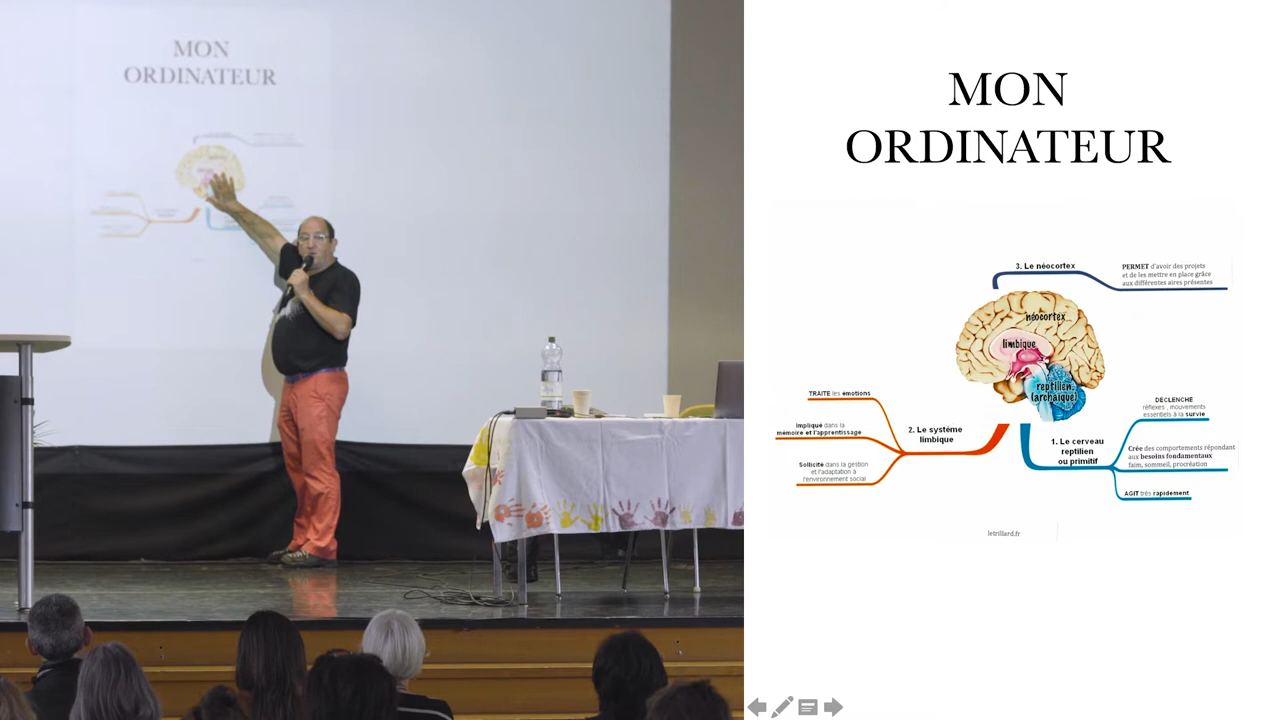 MON
ORDINATEUR
MON
ORDINATEUR
3. Le néocortex
PERMET d'avoir des projets
et de les mettre en place grâce
aux différentes aires présentes
néocortex
limbique
reptilien
(archaïque)
TRAITE les émotions
Impliqué dans la
mémoire et l'apprentissage
Sollicité dans la gestion
et l'adaptation à
l'environnement social
2. Le système
limbique
1. Le cerveau
reptilien
ou primitif
DÉCLENCHE
réflexes , mouvements
essentiels à la survie
Crée des comportements répondant
aux besoins fondamentaux
faim, sommeil, procréation
AGIT très rapidement
letrillard.fr